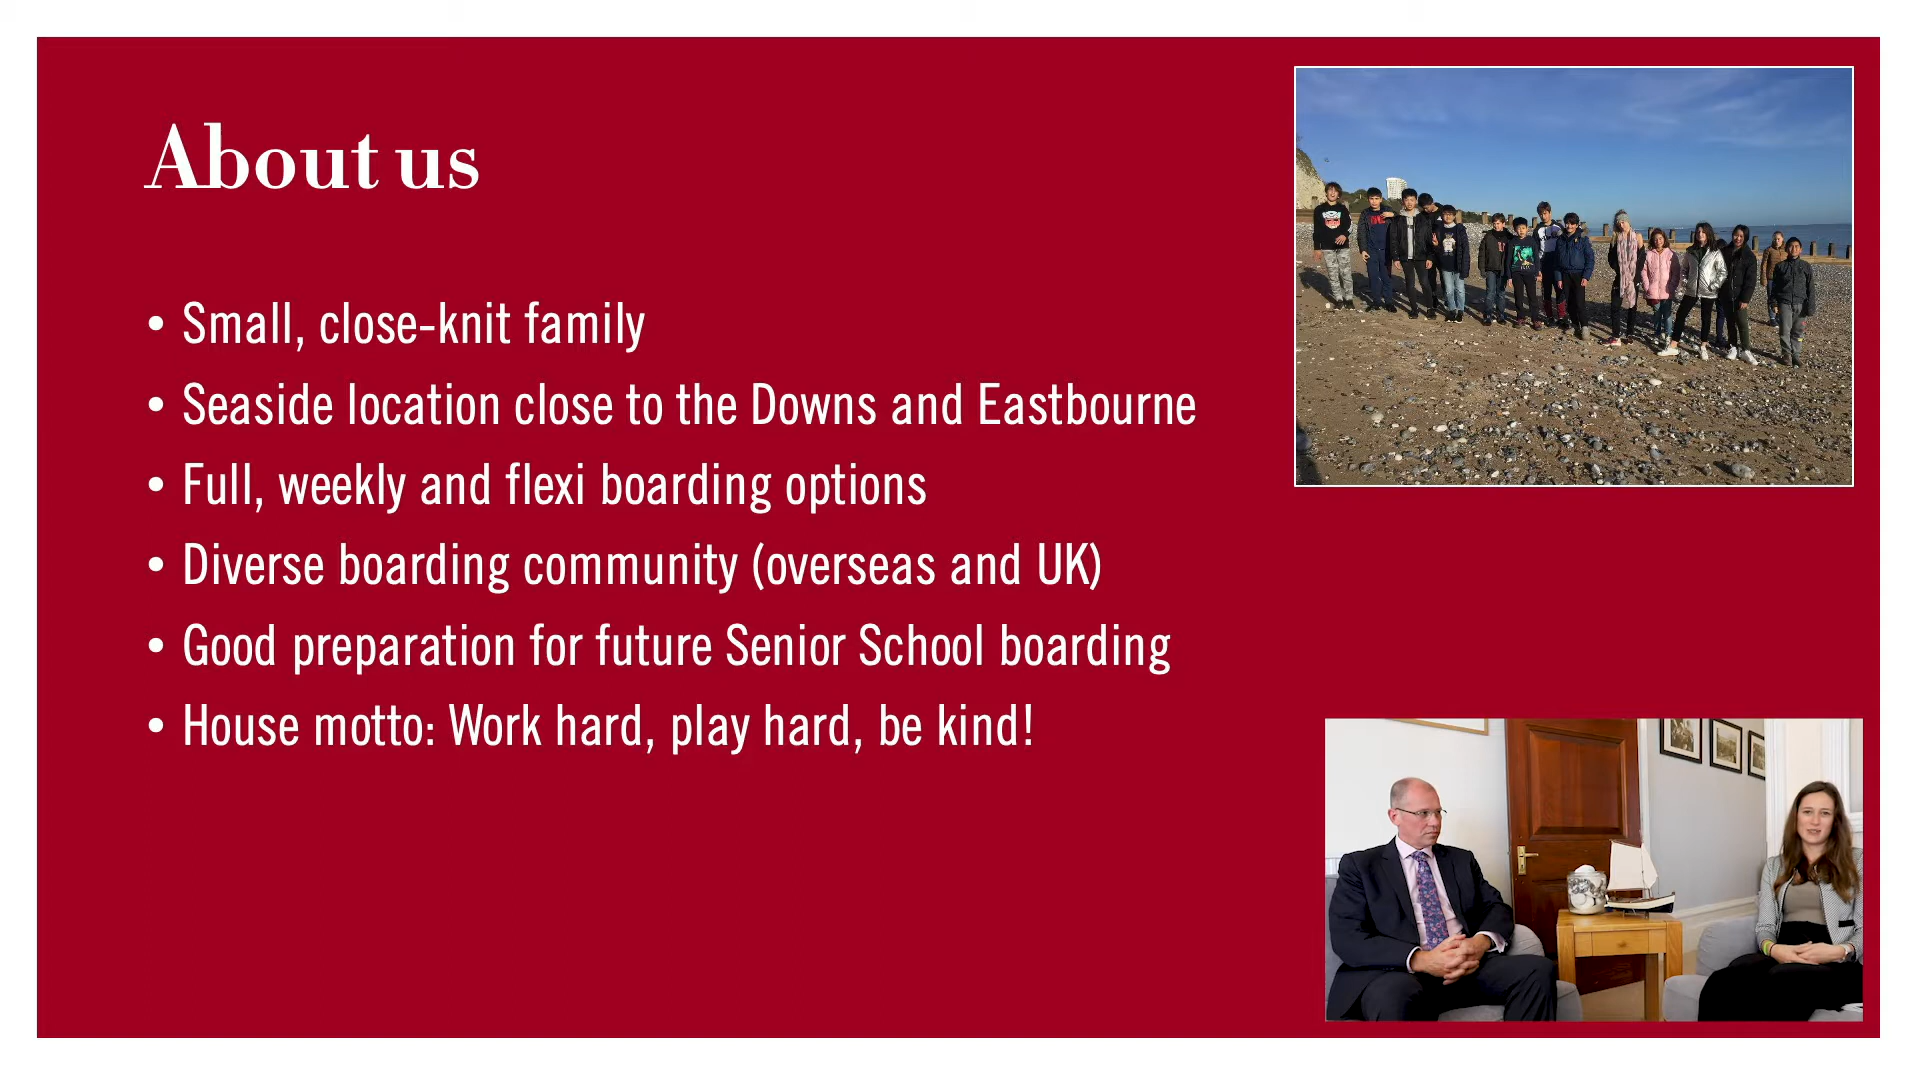 About us
• Small, close-knit family
• Seaside location close to the Downs and Eastbourne
• Full, weekly and flexi boarding options
• Diverse boarding community (overseas and UK)
• Good preparation for future Senior School boarding
• House motto: Work hard, play hard, be kind!